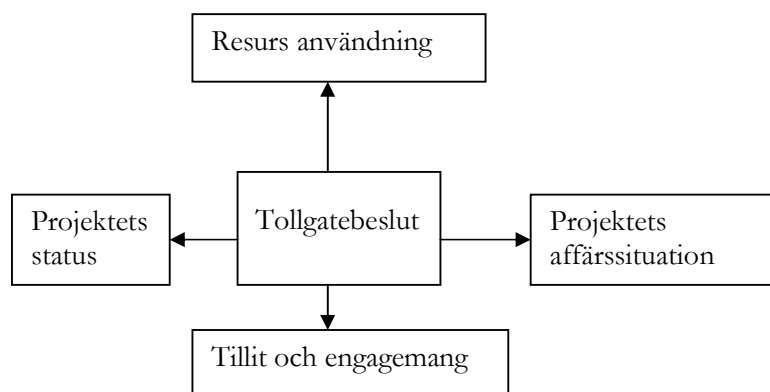 Resurs användning
Projektets
status
Tollgatebeslut
Projektets
affärssituation
Tillit och engagemang